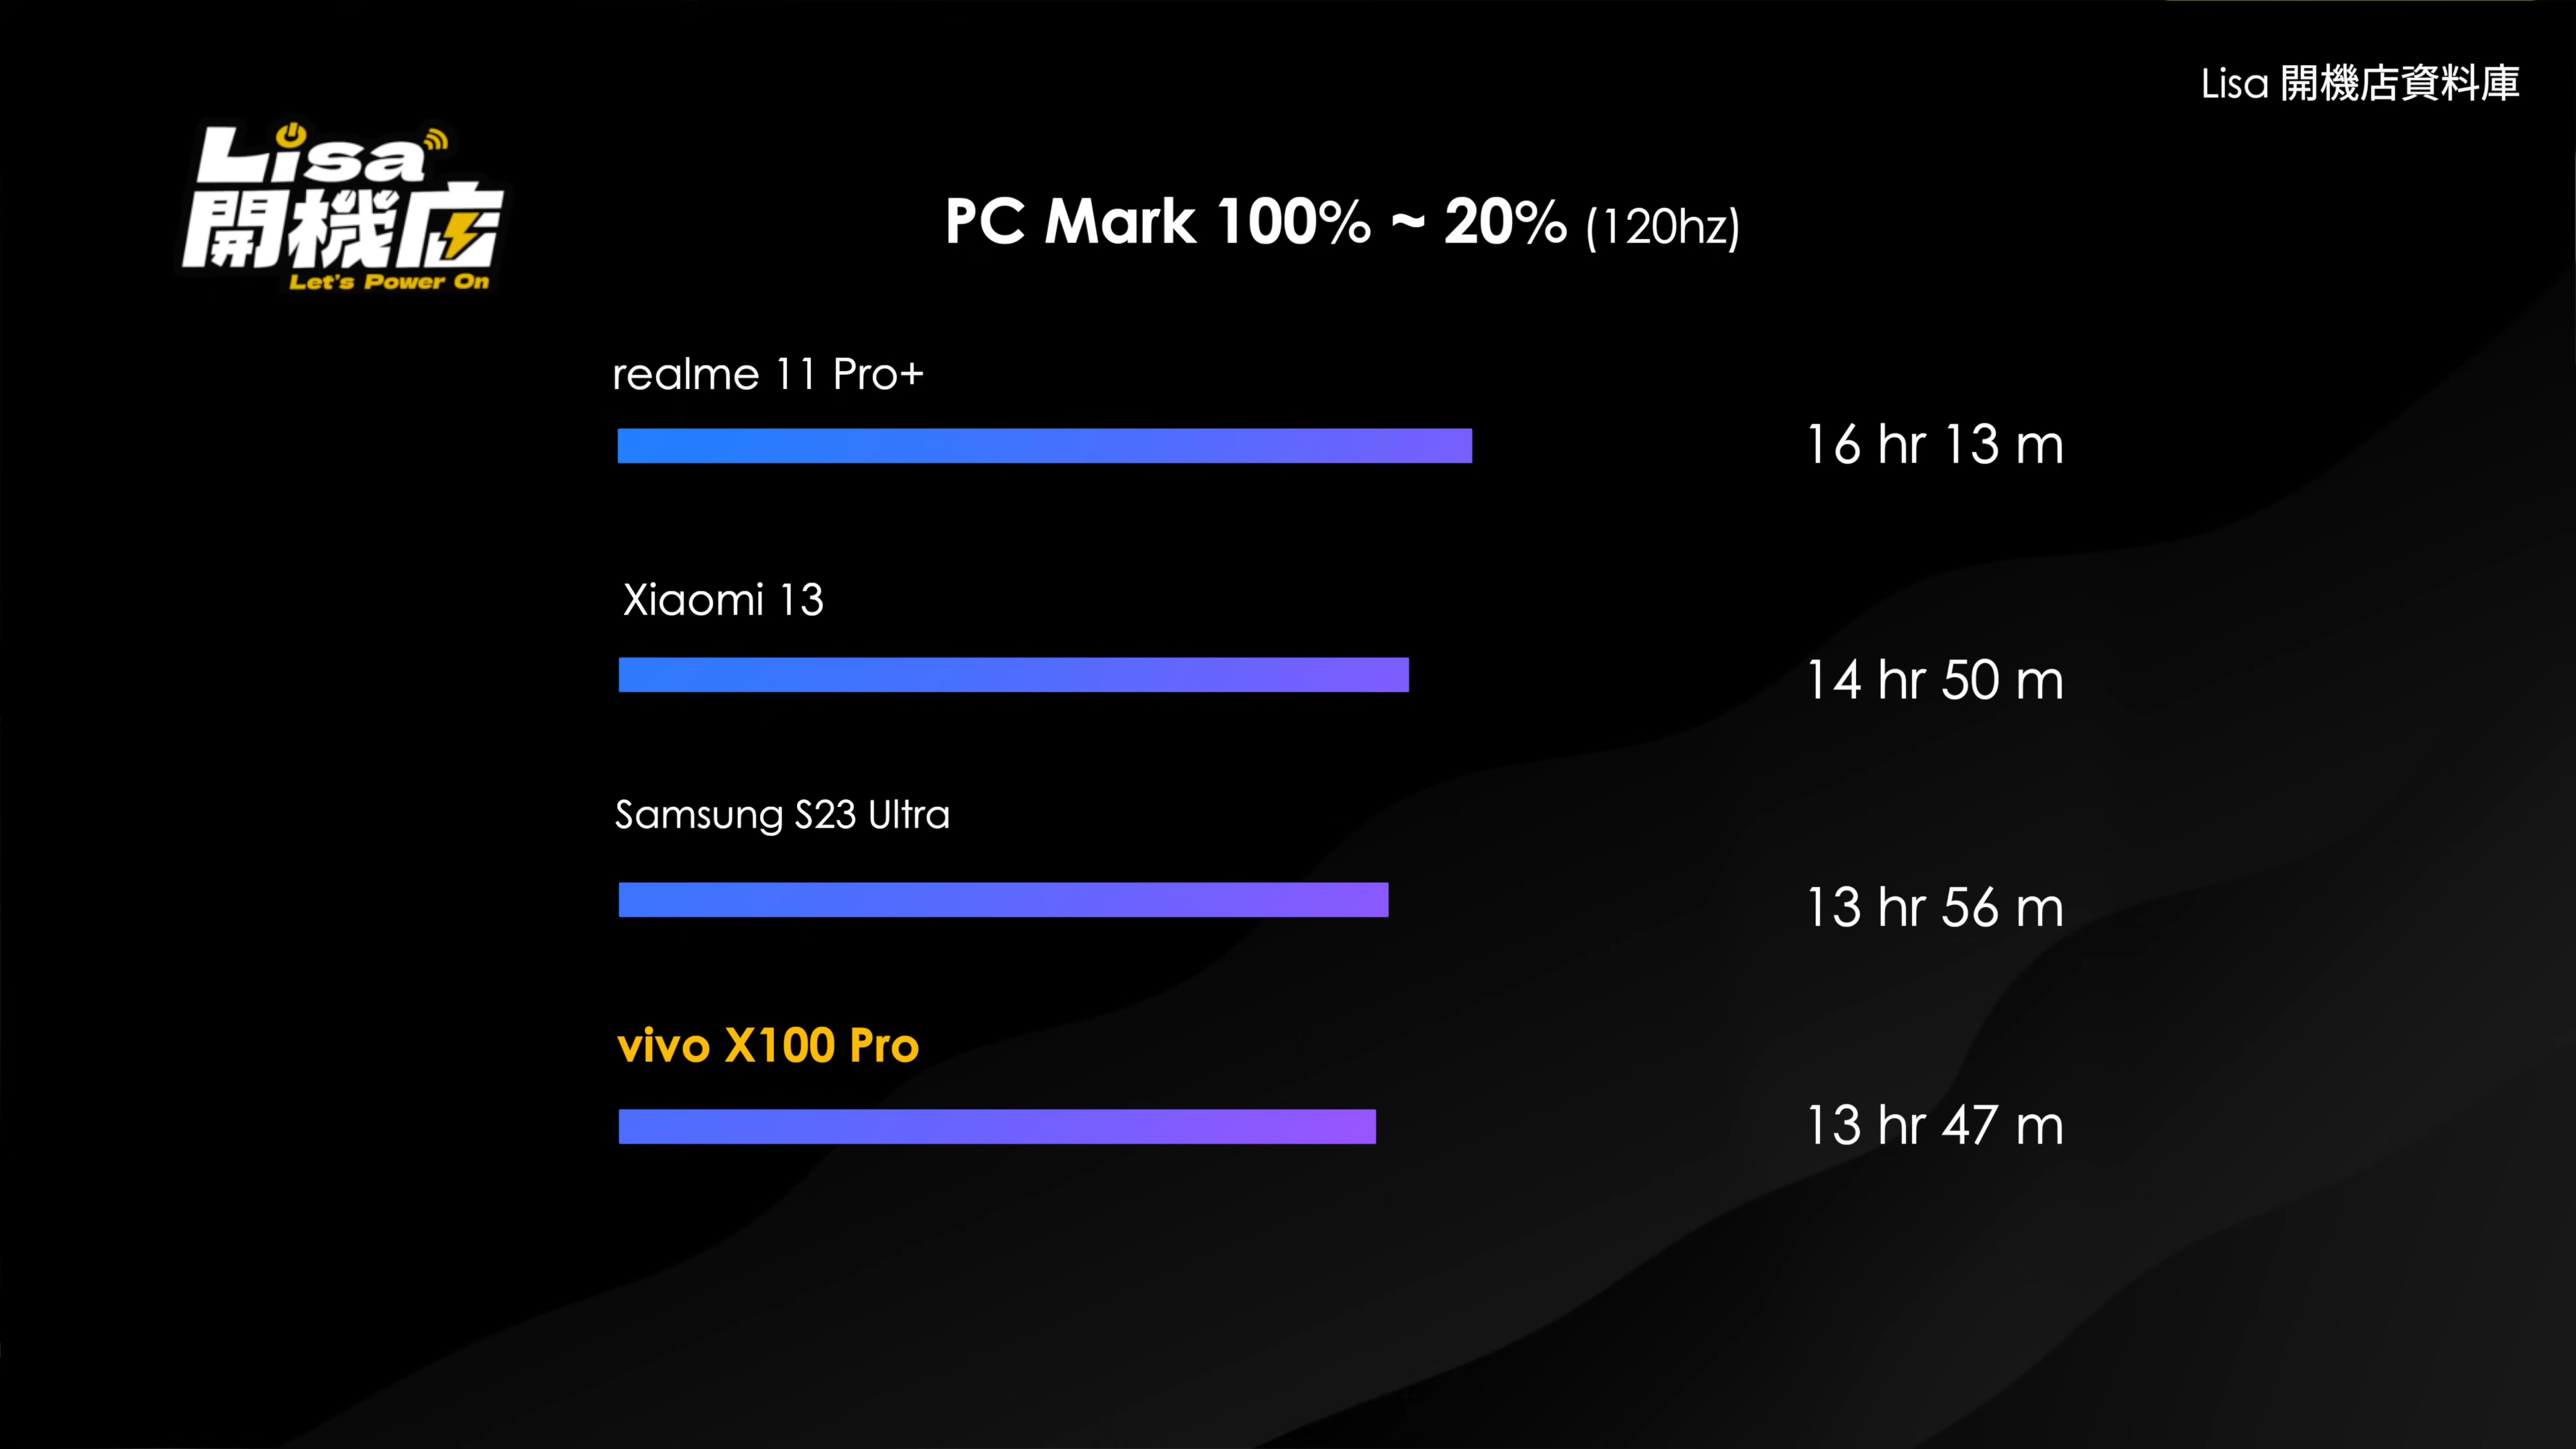 Lisa 開機店資料庫
Lisa
開機店
Let's Power On
PC Mark 100% ~ 20% (120hz)
realme 11 Pro+
16 hr 13 m
Xiaomi 13
14 hr 50 m
Samsung S23 Ultra
13 hr 56 m
vivo X100 Pro
13 hr 47 m